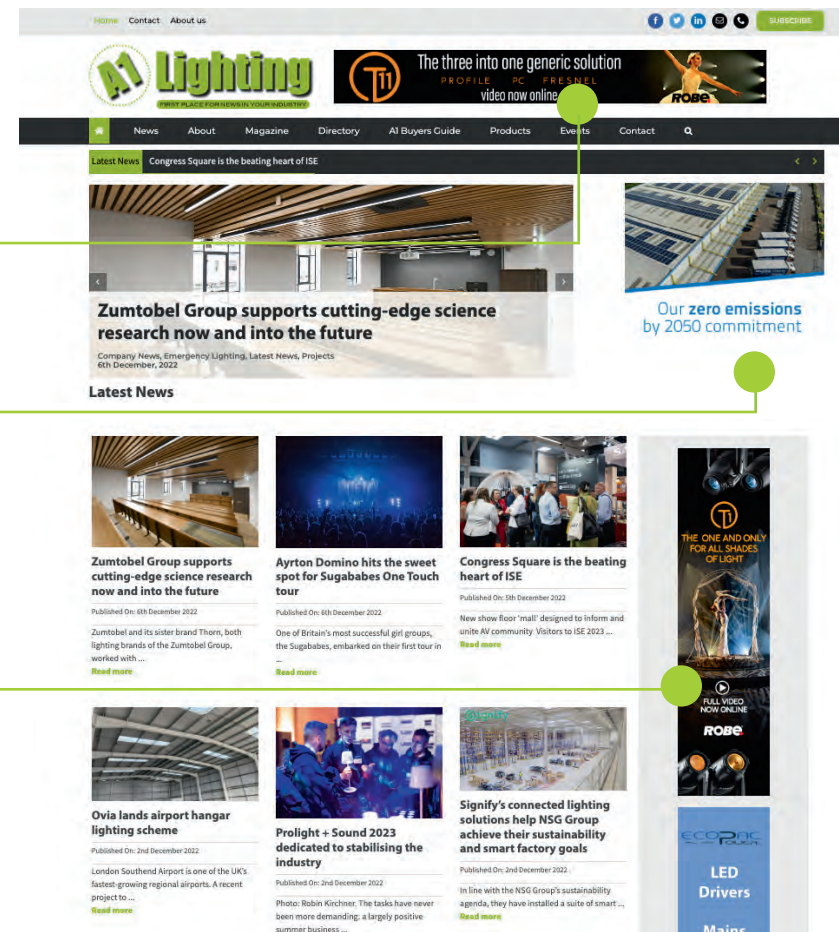 Home Contact About us
SUBSCRIBE
A1 Lighting
FIRST PLACE FOR NEWS IN YOUR INDUSTRY
T11
The three into one generic solution
PROFILE PC FRESNEL
video now online
ROBE
News About Magazine Directory A1 Buyers Guide Products Events Contact
Latest News Congress Square is the beating heart of ISE
Zumtobel Group supports cutting-edge science
research now and into the future
Company News, Emergency Lighting, Latest News, Projects
6th December, 2022
Our zero emissions
by 2050 commitment
Latest News
Zumtobel Group supports
cutting-edge science research
now and into the future
Published On: 6th December 2022
Zumtobel and its sister brand Thorn, both
lighting brands of the Zumtobel Group,
worked with ...
Read more
Ayrton Domino hits the sweet
spot for Sugababes One Touch
tour
Published On: 6th December 2022
One of Britain's most successful girl groups,
the Sugababes, embarked on their first tour in
...
Read more
Congress Square is the beating
heart of ISE
Published On: 5th December 2022
New show floor 'mall' designed to inform and
unite AV community Visitors to ISE 2023 ...
Read more
T1
THE ONE AND ONLY
FOR ALL SHADES
OF LIGHT
FULL VIDEO
NOW ONLINE
ROBE
Ovia lands airport hangar
lighting scheme
Published On: 2nd December 2022
London Southend Airport is one of the UK's
fastest-growing regional airports. A recent
project to ...
Read more
Prolight + Sound 2023
dedicated to stabilising the
industry
Published On: 2nd December 2022
Photo: Robin Kirchner. The tasks have never
been more demanding: a largely positive
summer business ...
Signify
Signify's connected lighting
solutions help NSG Group
achieve their sustainability
and smart factory goals
Published On: 2nd December 2022
In line with the NSG Group's sustainability
agenda, they have installed a suite of smart ...
Read more
ECOPAC
POWER
LED
Drivers
Mains